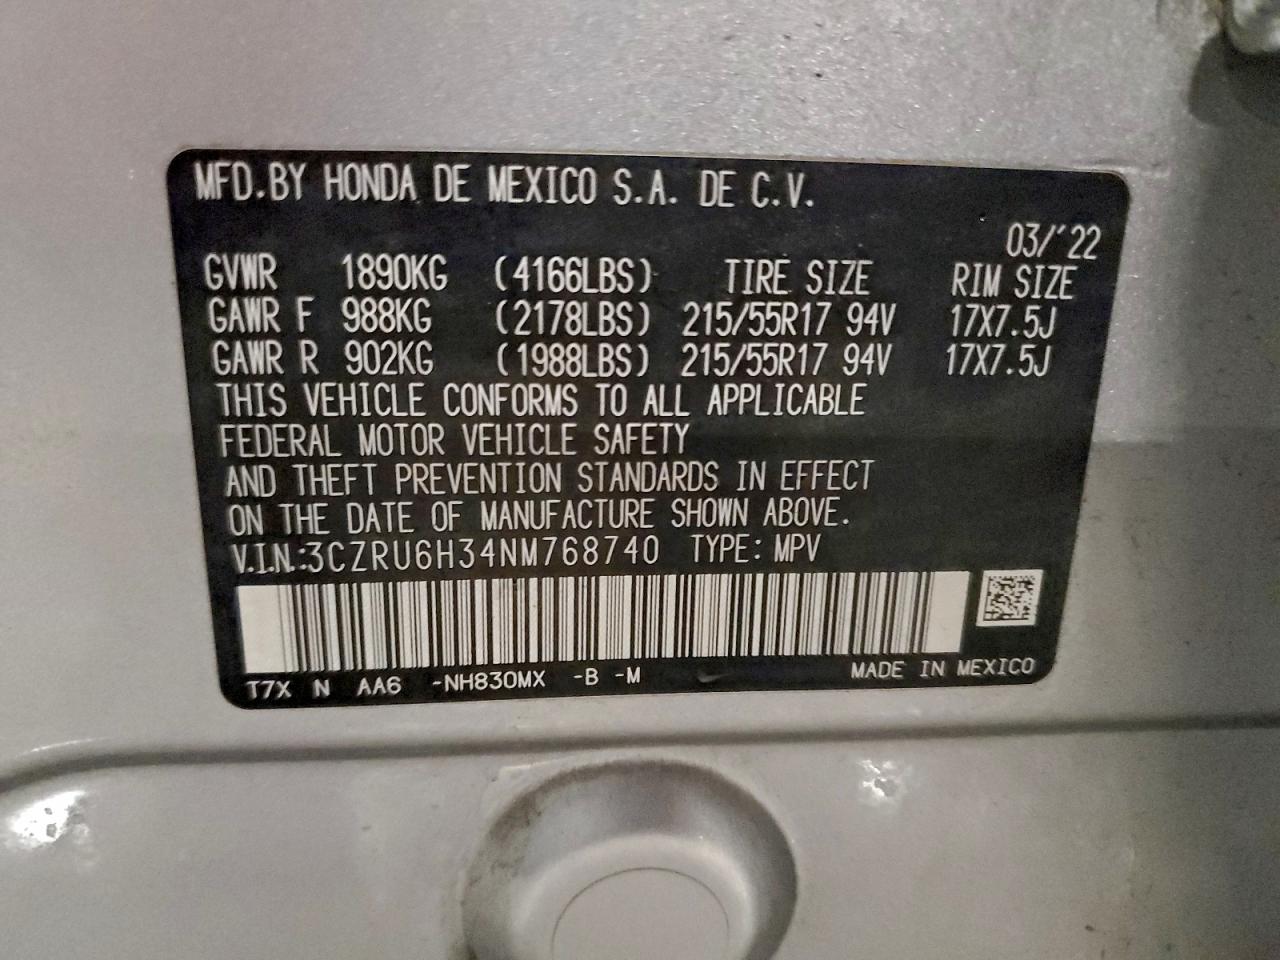 MFD.BY HONDA DE MEXICO S.A. DE C.V.
03/'22
GVWR 1890KG (4166LBS) TIRE SIZE RIM SIZE
GAWR F 988KG (2178LBS) 215/55R17 94V 17X7.5J
GAWR R 902KG (1988LBS) 215/55R17 94V 17X7.5J
THIS VEHICLE CONFORMS TO ALL APPLICABLE
FEDERAL MOTOR VEHICLE SAFETY
AND THEFT PREVENTION STANDARDS IN EFFECT
ON THE DATE OF MANUFACTURE SHOWN ABOVE.
V.I.N.:3CZRU6H34NM768740 TYPE: MPV
T7X N AA6 -NH830MX -B -M MADE IN MEXICO